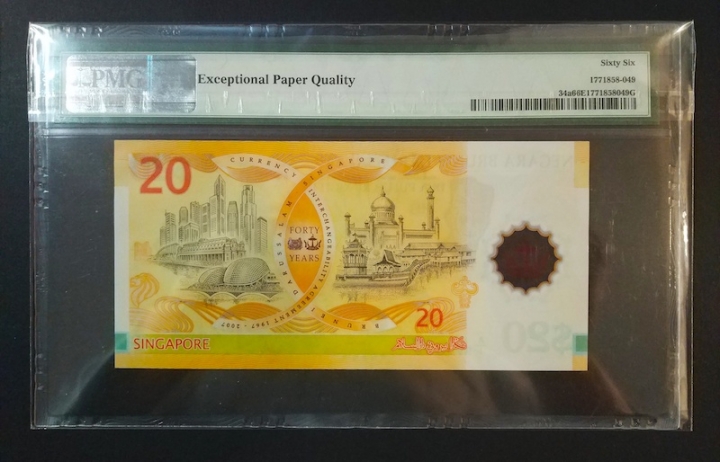 PMG
Exceptional Paper Quality
Sixty Six
1771858-049
34a66E1771858049G
20
CURRENCY
INTERCHANGEABILITY AGREEMENT 1967 - 2007
BRUNEI DARUSSALAM SINGAPORE
FORTY
YEARS
20
SINGAPORE